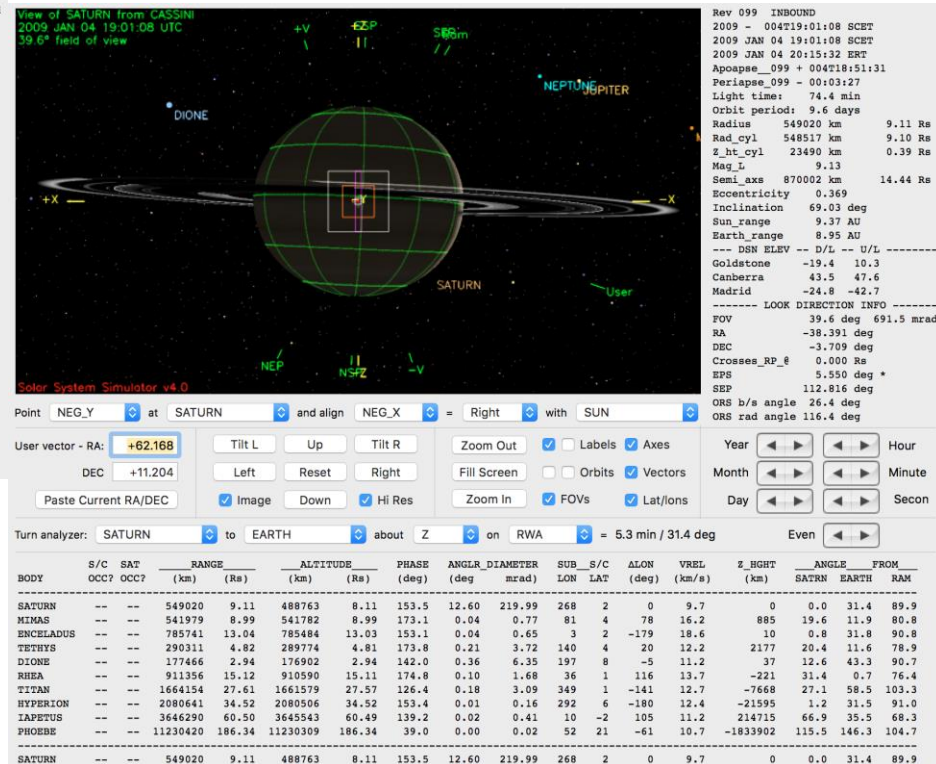 View of SATURN from CASSINI
2009 JAN 04 19:01:08 UTC
39.6° field of view
+V
NEPTUNE
JUPITER
DIONE
+X
-X
SATURN
User
NEP
-V
Solar System Simulator v4.0
Rev 099 INBOUND
2009 - 004T19:01:08 SCET
2009 JAN 04 19:01:08 SCET
2009 JAN 04 20:15:32 ERT
Apoapse__099 + 004T18:51:31
Periapse_099 - 00:03:27
Light time: 74.4 min
Orbit period: 9.6 days
Radius 549020 km 9.11 Rs
Rad_cyl 548517 km 9.10 Rs
Z_ht_cyl 23490 km 0.39 Rs
Mag_L 9.13
Semi_axs 870002 km 14.44 Rs
Eccentricity 0.369
Inclination 69.03 deg
Sun_range 9.37 AU
Earth_range 8.95 AU
--- DSN ELEV -- D/L -- U/L -------
Goldstone -19.4 10.3
Canberra 43.5 47.6
Madrid -24.8 -42.7
------- LOOK DIRECTION INFO ------
FOV 39.6 deg 691.5 mrad
RA -38.391 deg
DEC -3.709 deg
Crosses_RP_@ 0.000 Rs
EPS 5.550 deg *
SEP 112.816 deg
ORS b/s angle 26.4 deg
ORS rad angle 116.4 deg
Point NEG_Y at SATURN and align NEG_X = Right with SUN
User vector - RA: +62.168 Tilt L Up Tilt R Zoom Out Labels Axes Year Hour
DEC +11.204 Left Reset Right Fill Screen Orbits Vectors Month Minute
Paste Current RA/DEC Image Down Hi Res Zoom In FOVs Lat/lons Day Secon
Turn analyzer: SATURN to EARTH about Z on RWA = 5.3 min / 31.4 deg Even
S/C SAT RANGE ALTITUDE PHASE ANGLR_DIAMETER SUB_S/C ΔLON VREL Z_HGHT ANGLE FROM
BODY OCC? OCC? (km) (Rs) (km) (Rs) (deg) (deg mrad) LON LAT (deg) (km/s) (km) SATRN EARTH RAM
SATURN -- -- 549020 9.11 488763 8.11 153.5 12.60 219.99 268 2 0 9.7 0 0.0 31.4 89.9
MIMAS -- -- 541979 8.99 541782 8.99 173.1 0.04 0.77 81 4 78 16.2 885 19.6 11.9 80.8
ENCELADUS -- -- 785741 13.04 785484 13.03 153.1 0.04 0.65 3 2 -179 18.6 10 0.8 31.8 90.8
TETHYS -- -- 290311 4.82 289774 4.81 173.8 0.21 3.72 140 4 20 12.2 2177 20.4 11.6 78.9
DIONE -- -- 177466 2.94 176902 2.94 142.0 0.36 6.35 197 8 -5 11.2 37 12.6 43.3 90.7
RHEA -- -- 911356 15.12 910590 15.11 174.8 0.10 1.68 36 1 116 13.7 -221 31.4 0.7 76.4
TITAN -- -- 1664154 27.61 1661579 27.57 126.4 0.18 3.09 349 1 -141 12.7 -7668 27.1 58.5 103.3
HYPERION -- -- 2080641 34.52 2080506 34.52 153.4 0.01 0.16 292 6 -180 12.4 -21595 1.2 31.5 91.0
IAPETUS -- -- 3646290 60.50 3645543 60.49 139.2 0.02 0.41 10 -2 105 11.2 214715 66.9 35.5 68.3
PHOEBE -- -- 11230420 186.34 11230309 186.34 39.0 0.00 0.02 52 21 -61 10.7 -1833902 115.5 146.3 104.7
SATURN -- -- 549020 9.11 488763 8.11 153.5 12.60 219.99 268 2 0 9.7 0 0.0 31.4 89.9